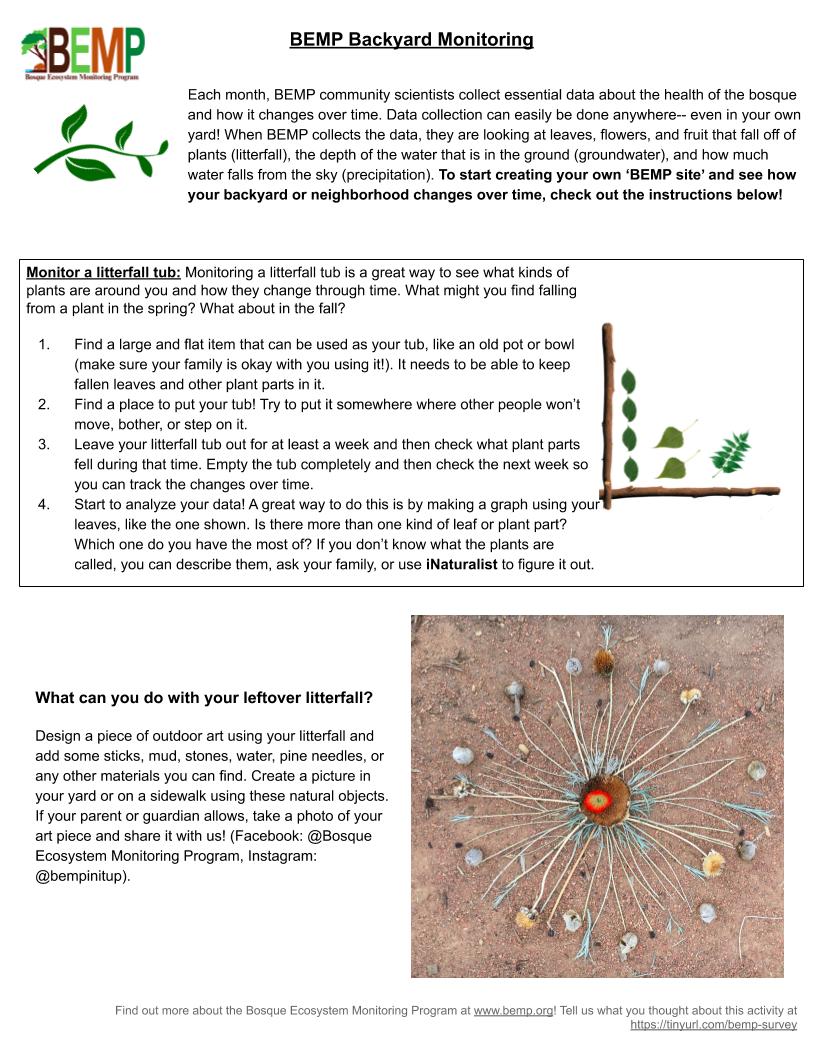 BEMP
Bosque Ecosystem Monitoring Program
BEMP Backyard Monitoring
Each month, BEMP community scientists collect essential data about the health of the bosque
and how it changes over time. Data collection can easily be done anywhere-- even in your own
yard! When BEMP collects the data, they are looking at leaves, flowers, and fruit that fall off of
plants (litterfall), the depth of the water that is in the ground (groundwater), and how much
water falls from the sky (precipitation). To start creating your own ‘BEMP site’ and see how
your backyard or neighborhood changes over time, check out the instructions below!
Monitor a litterfall tub: Monitoring a litterfall tub is a great way to see what kinds of
plants are around you and how they change through time. What might you find falling
from a plant in the spring? What about in the fall?
1. Find a large and flat item that can be used as your tub, like an old pot or bowl
(make sure your family is okay with you using it!). It needs to be able to keep
fallen leaves and other plant parts in it.
2. Find a place to put your tub! Try to put it somewhere where other people won’t
move, bother, or step on it.
3. Leave your litterfall tub out for at least a week and then check what plant parts
fell during that time. Empty the tub completely and then check the next week so
you can track the changes over time.
4. Start to analyze your data! A great way to do this is by making a graph using your
leaves, like the one shown. Is there more than one kind of leaf or plant part?
Which one do you have the most of? If you don’t know what the plants are
called, you can describe them, ask your family, or use iNaturalist to figure it out.
What can you do with your leftover litterfall?
Design a piece of outdoor art using your litterfall and
add some sticks, mud, stones, water, pine needles, or
any other materials you can find. Create a picture in
your yard or on a sidewalk using these natural objects.
If your parent or guardian allows, take a photo of your
art piece and share it with us! (Facebook: @Bosque
Ecosystem Monitoring Program, Instagram:
@bempinitup).
Find out more about the Bosque Ecosystem Monitoring Program at www.bemp.org! Tell us what you thought about this activity at
https://tinyurl.com/bemp-survey